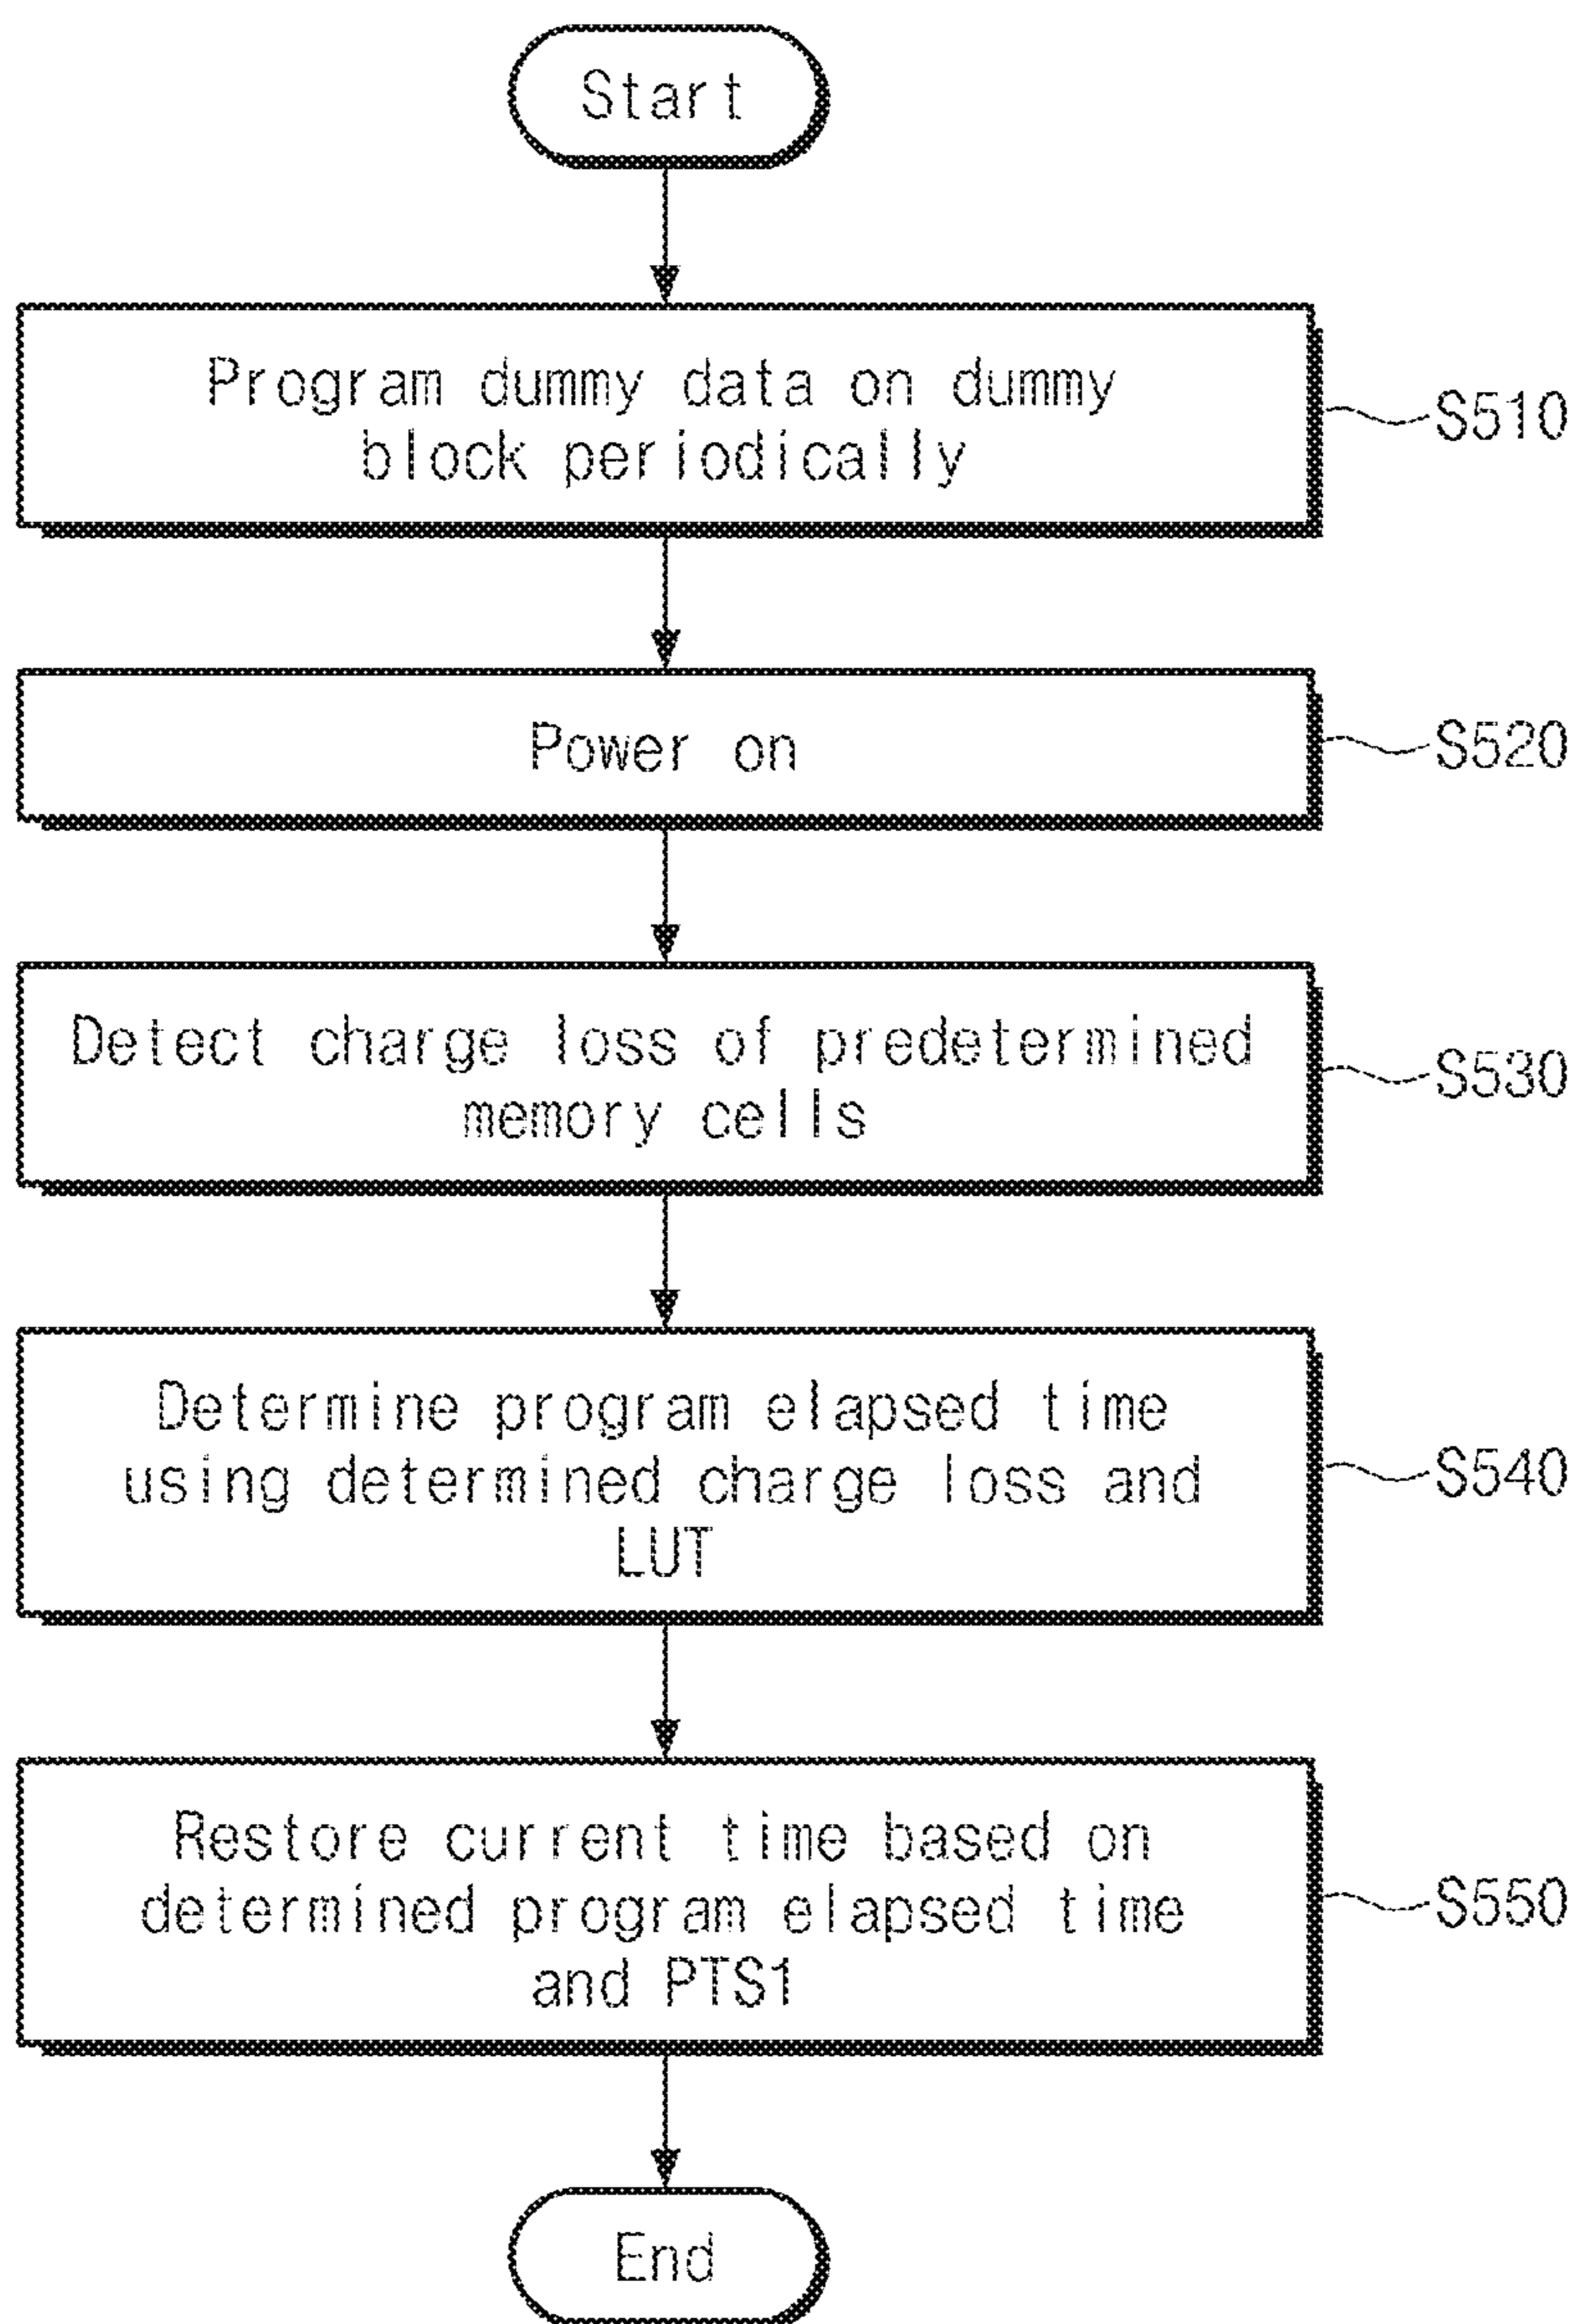 Start
Program dummy data on dummy
block periodically
S510
Power on
S520
Detect charge loss of predetermined
memory cells
S530
Determine program elapsed time
using determined charge loss and
LUT
S540
Restore current time based on
determined program elapsed time
and PTS1
S550
End